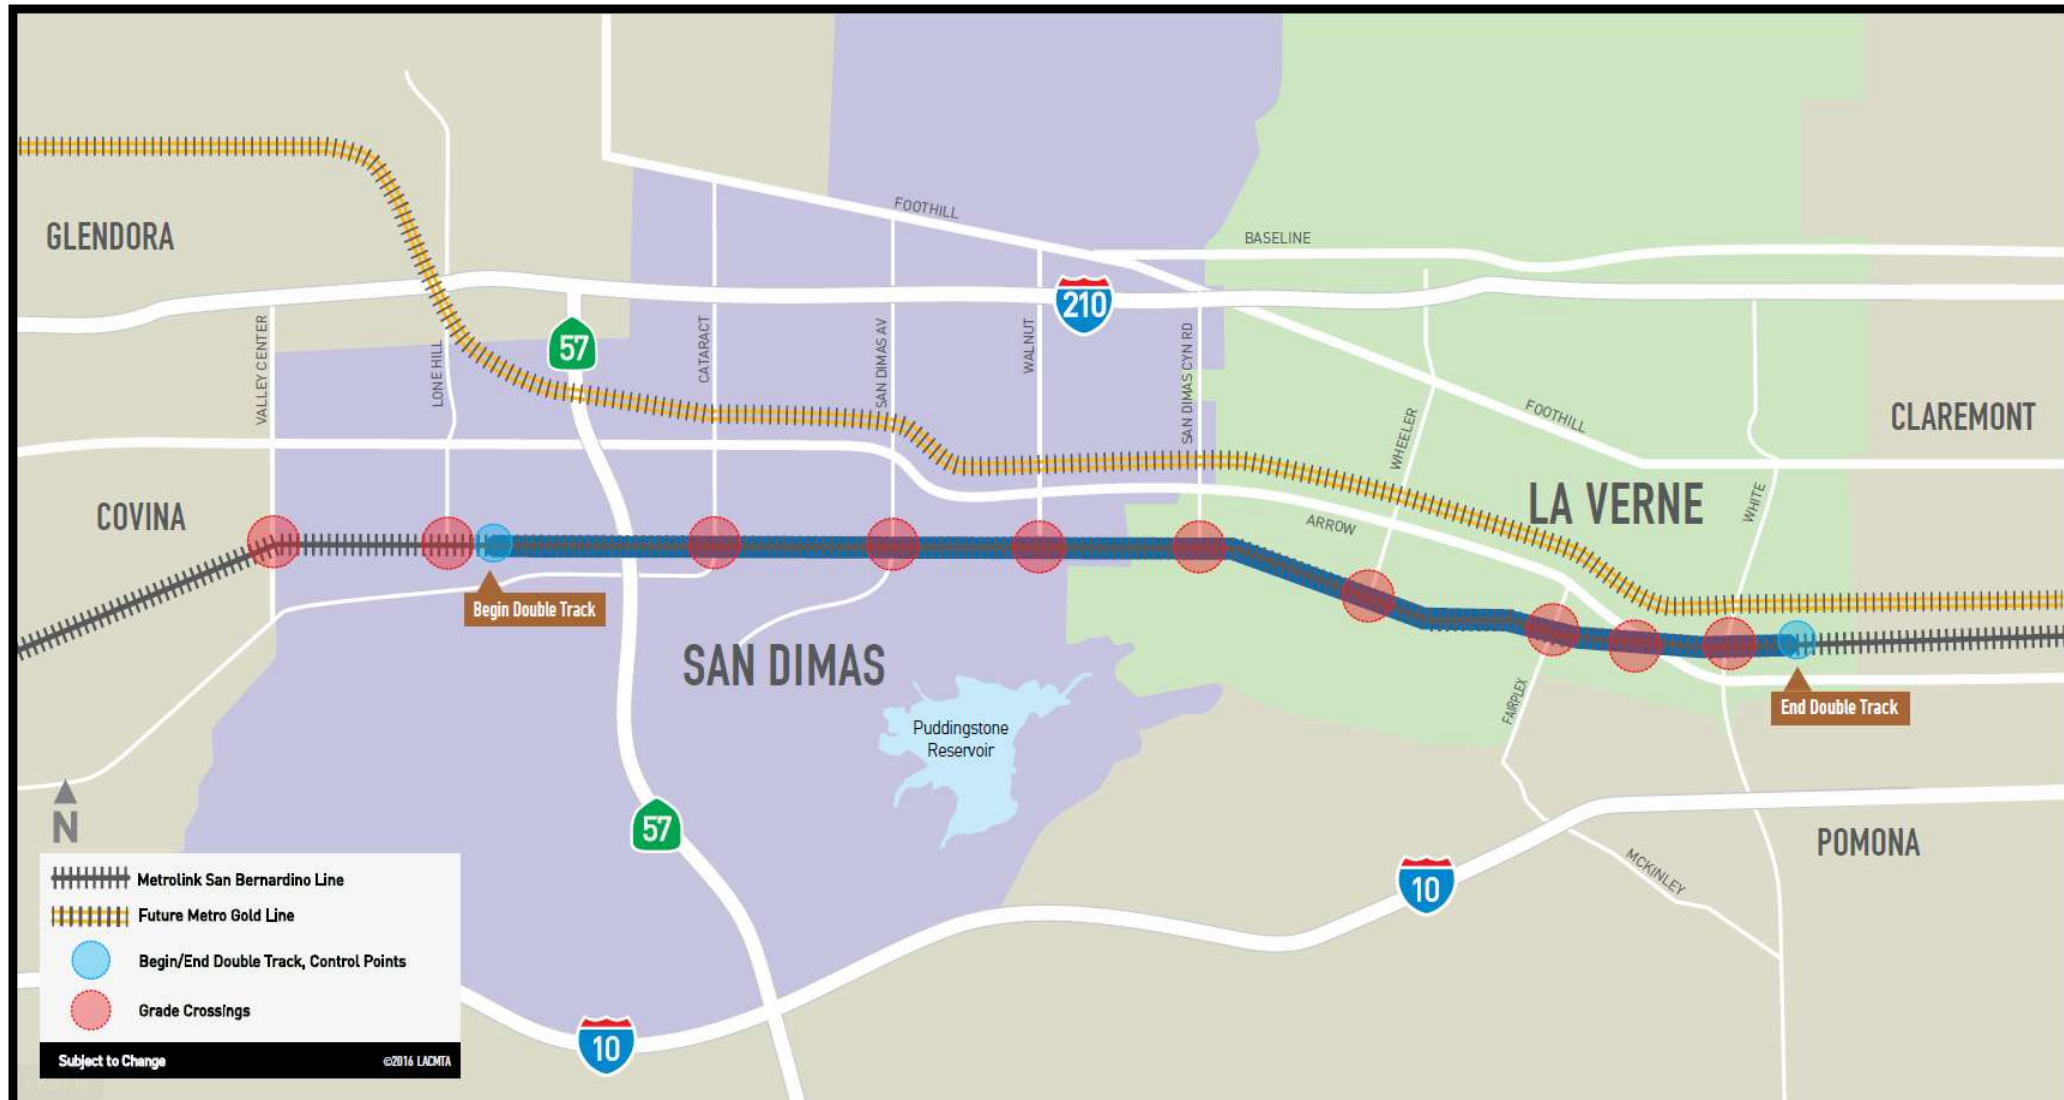 FOOTHILL
GLENDORA
BASELINE
210
VALLEY CENTER
LONE HILL
57
CATARACT
SAN DIMAS AV
WALNUT
SAN DIMAS CYN RD
WHEELER
FOOTHILL
CLAREMONT
COVINA
ARROW
LA VERNE
WHITE
Begin Double Track
SAN DIMAS
Puddingstone
Reservoir
FAIRPLEX
End Double Track
N
57
10
MCKINLEY
POMONA
Metrolink San Bernardino Line
Future Metro Gold Line
Begin/End Double Track, Control Points
Grade Crossings
10
Subject to Change
©2016 LACMTA